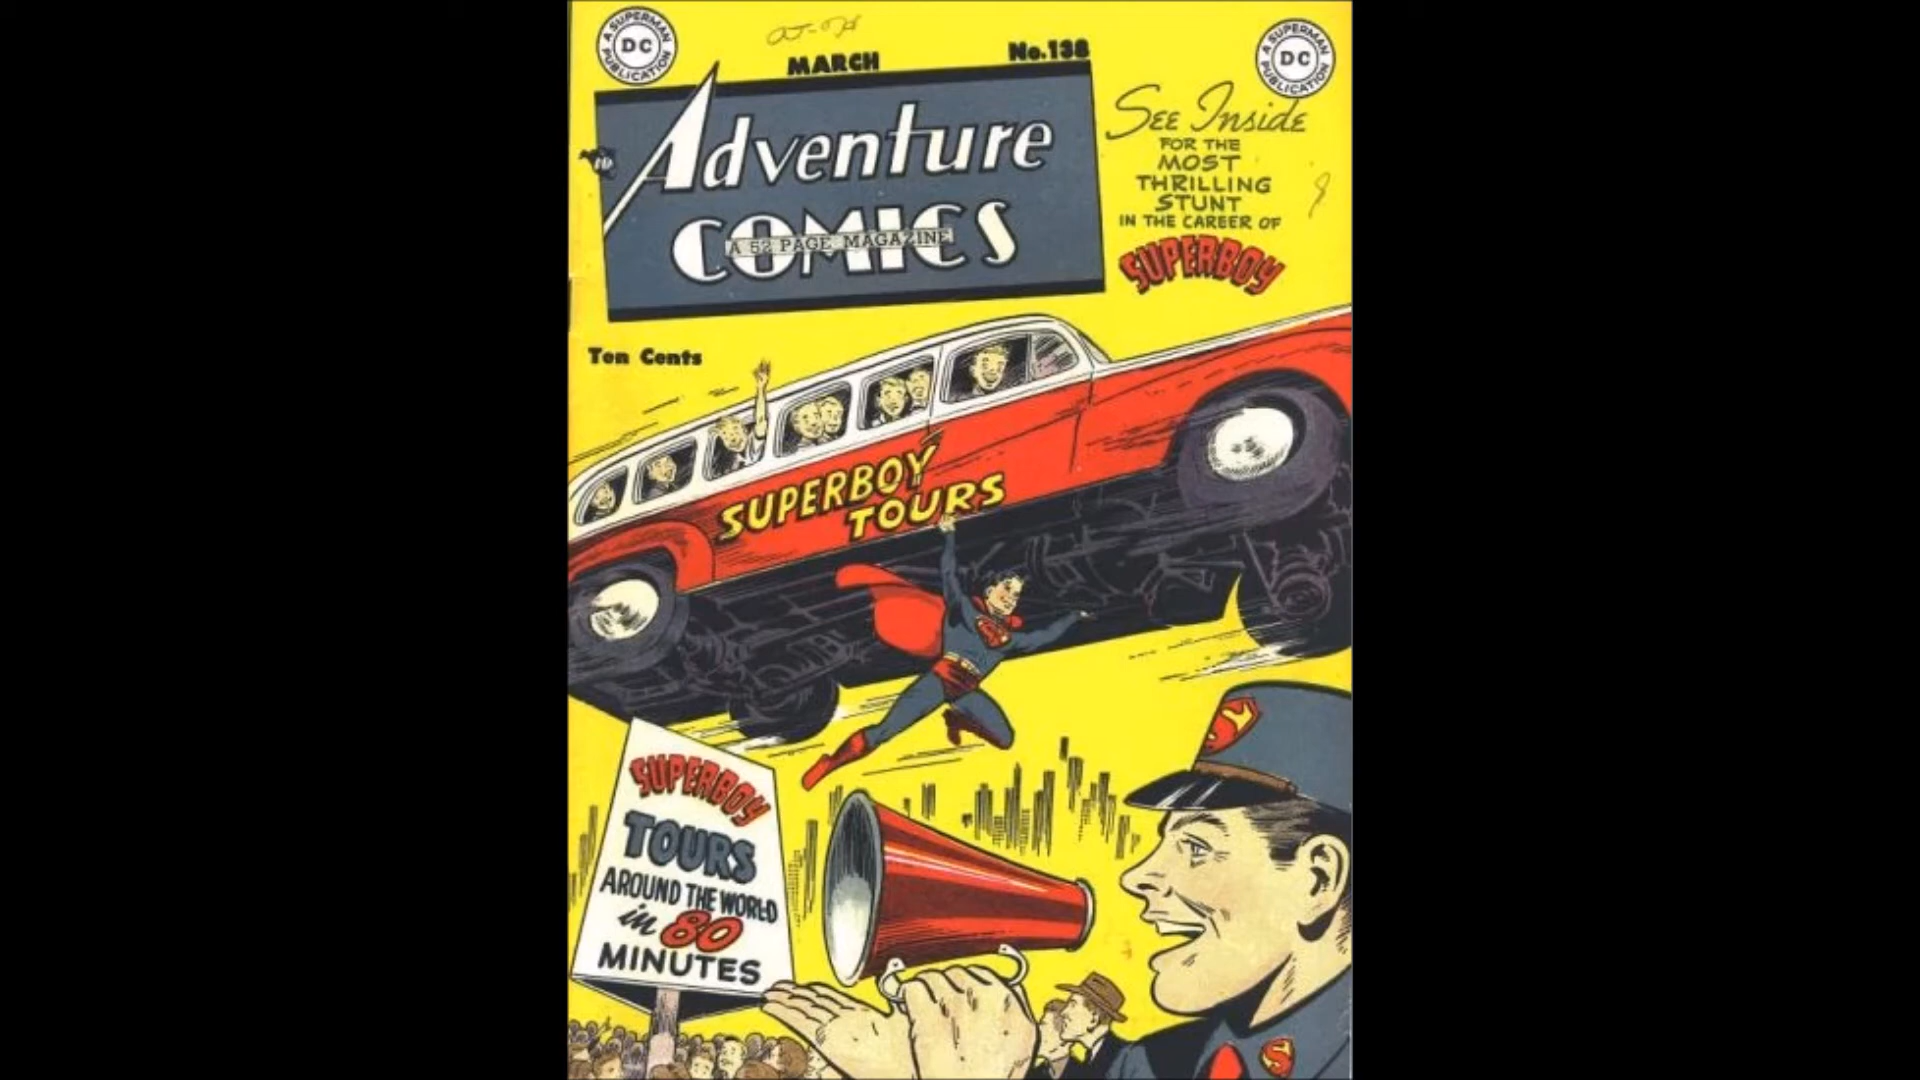 A SUPERMAN PUBLICATION
DC
MARCH
No.138
A SUPERMAN PUBLICATION
DC
Adventure
COMICS
A 52 PAGE MAGAZINE
See Inside
FOR THE
MOST
THRILLING
STUNT
IN THE CAREER OF
SUPERBOY
Ten Cents
SUPERBOY
TOURS
SUPERBOY
TOURS
AROUND THE WORLD
in 80
MINUTES